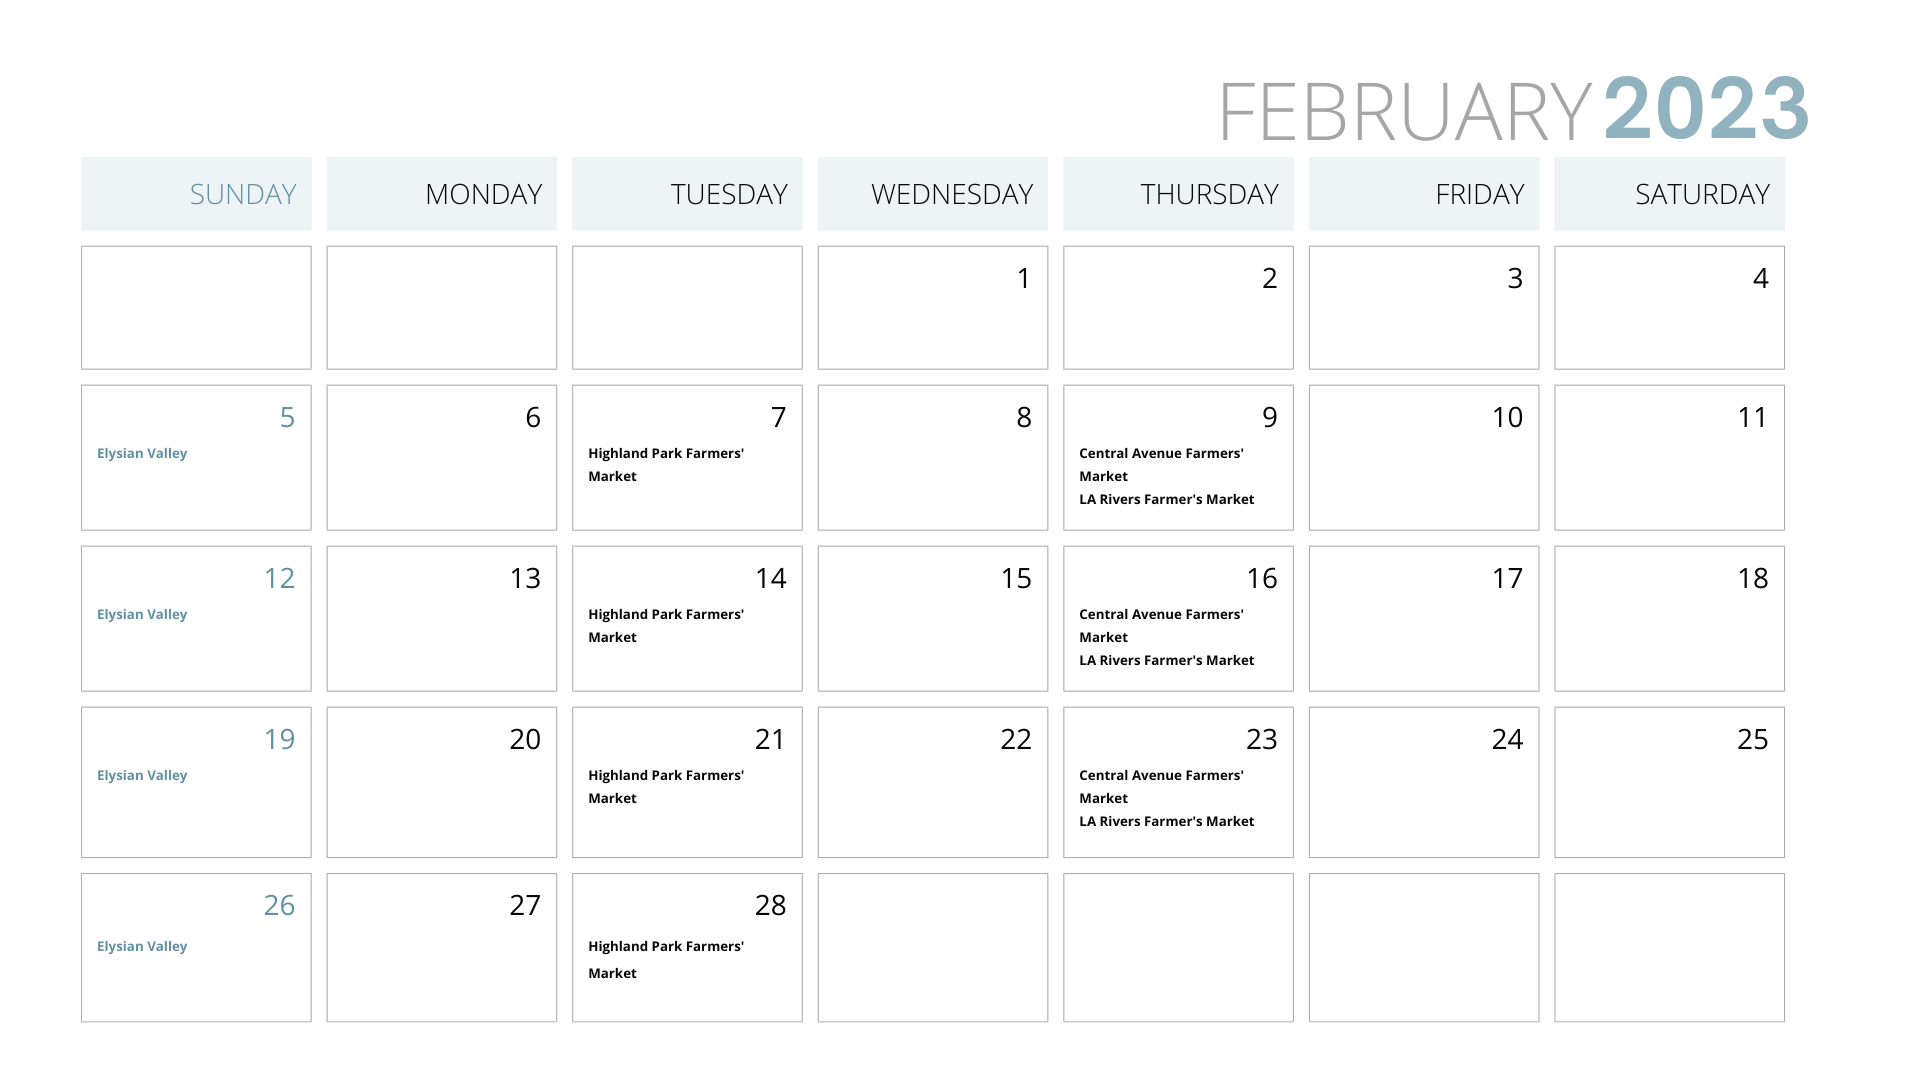 FEBRUARY 2023
SUNDAY MONDAY TUESDAY WEDNESDAY THURSDAY FRIDAY SATURDAY
1 2 3 4
5 6 7 8 9 10 11
Elysian Valley
Highland Park Farmers'
Market
Central Avenue Farmers'
Market
LA Rivers Farmer's Market
12 13 14 15 16 17 18
Elysian Valley
Highland Park Farmers'
Market
Central Avenue Farmers'
Market
LA Rivers Farmer's Market
19 20 21 22 23 24 25
Elysian Valley
Highland Park Farmers'
Market
Central Avenue Farmers'
Market
LA Rivers Farmer's Market
26 27 28
Elysian Valley
Highland Park Farmers'
Market